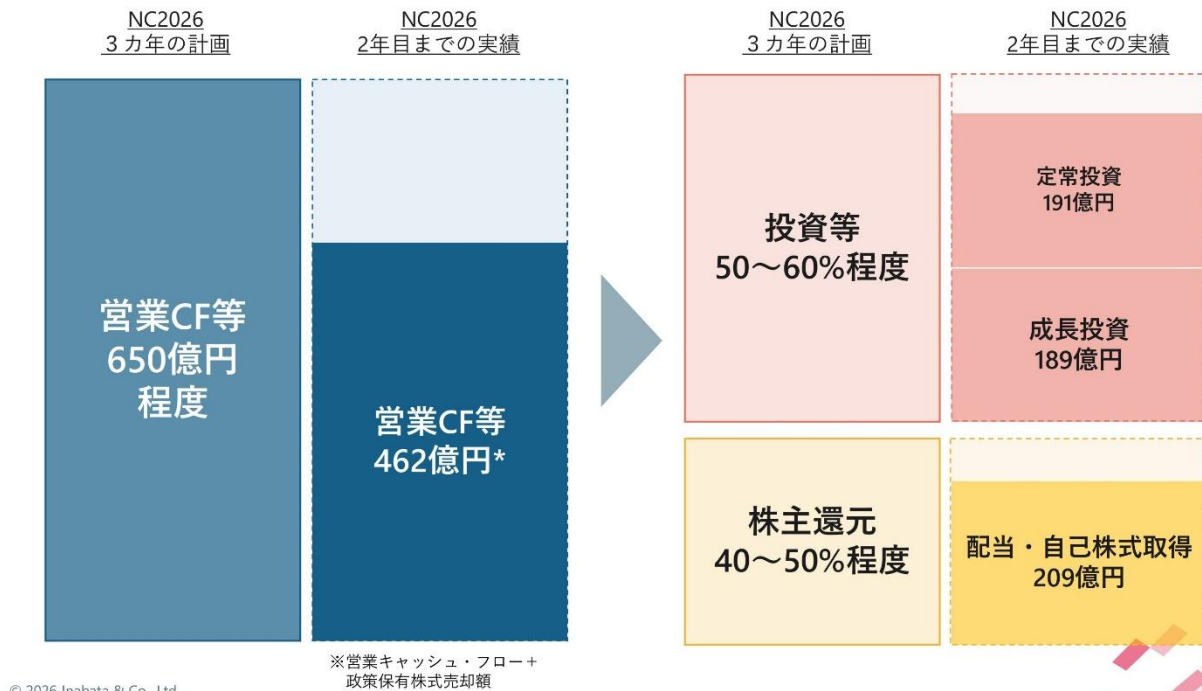 NC2026
３カ年の計画
NC2026
2年目までの実績
営業CF等
650億円
程度
営業CF等
462億円*
※営業キャッシュ・フロー＋
政策保有株式売却額
NC2026
３カ年の計画
NC2026
2年目までの実績
投資等
50～60%程度
定常投資
191億円
成長投資
189億円
株主還元
40～50%程度
配当・自己株式取得
209億円
© 2026 Inabata & Co., Ltd.